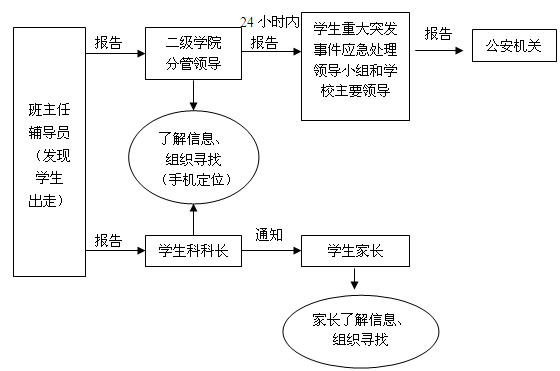 班主任
辅导员
（发现
学生
出走）
报告
二级学院
分管领导
24 小时内
报告
学生重大突发
事件应急处理
领导小组和学
校主要领导
报告
公安机关
了解信息、
组织寻找
（手机定位）
报告
学生科科长
通知
学生家长
家长了解信息、
组织寻找